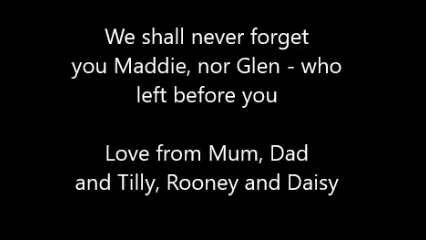 We shall never forget
you Maddie, nor Glen - who
left before you
Love from Mum, Dad
and Tilly, Rooney and Daisy